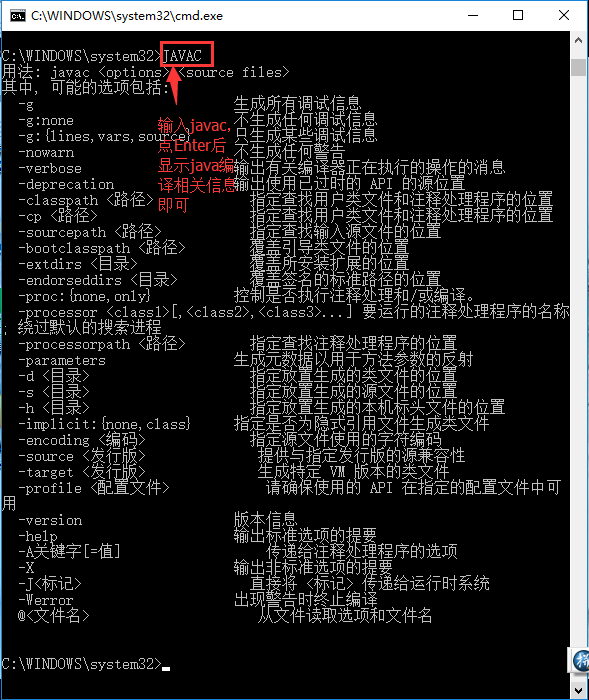 C:\WINDOWS\system32\cmd.exe
C:\WINDOWS\system32>JAVAC
用法: javac <options> <source files>
其中, 可能的选项包括:
-g 生成所有调试信息
-g:none 不生成任何调试信息
-g:{lines,vars,source} 只生成某些调试信息
-nowarn 不生成任何警告
-verbose 输出有关编译器正在执行的操作的消息
-deprecation 输出使用已过时的 API 的源位置
-classpath <路径> 指定查找用户类文件和注释处理程序的位置
-cp <路径> 指定查找用户类文件和注释处理程序的位置
-sourcepath <路径> 指定查找输入源文件的位置
-bootclasspath <路径> 覆盖引导类文件的位置
-extdirs <目录> 覆盖所安装扩展的位置
-endorseddirs <目录> 覆盖签名的标准路径的位置
-proc:{none,only} 控制是否执行注释处理和/或编译。
-processor <class1>[,<class2>,<class3>...] 要运行的注释处理程序的名称
; 绕过默认的搜索进程
-processorpath <路径> 指定查找注释处理程序的位置
-parameters 生成元数据以用于方法参数的反射
-d <目录> 指定放置生成的类文件的位置
-s <目录> 指定放置生成的源文件的位置
-h <目录> 指定放置生成的本机标头文件的位置
-implicit:{none,class} 指定是否为隐式引用文件生成类文件
-encoding <编码> 指定源文件使用的字符编码
-source <发行版> 提供与指定发行版的源兼容性
-target <发行版> 生成特定 VM 版本的类文件
-profile <配置文件> 请确保使用的 API 在指定的配置文件中可
用
-version 版本信息
-help 输出标准选项的提要
-A关键字[=值] 传递给注释处理程序的选项
-X 输出非标准选项的提要
-J<标记> 直接将 <标记> 传递给运行时系统
-Werror 出现警告时终止编译
@<文件名> 从文件读取选项和文件名
C:\WINDOWS\system32>
输入javac,
点Enter后
显示java编
译相关信息
即可